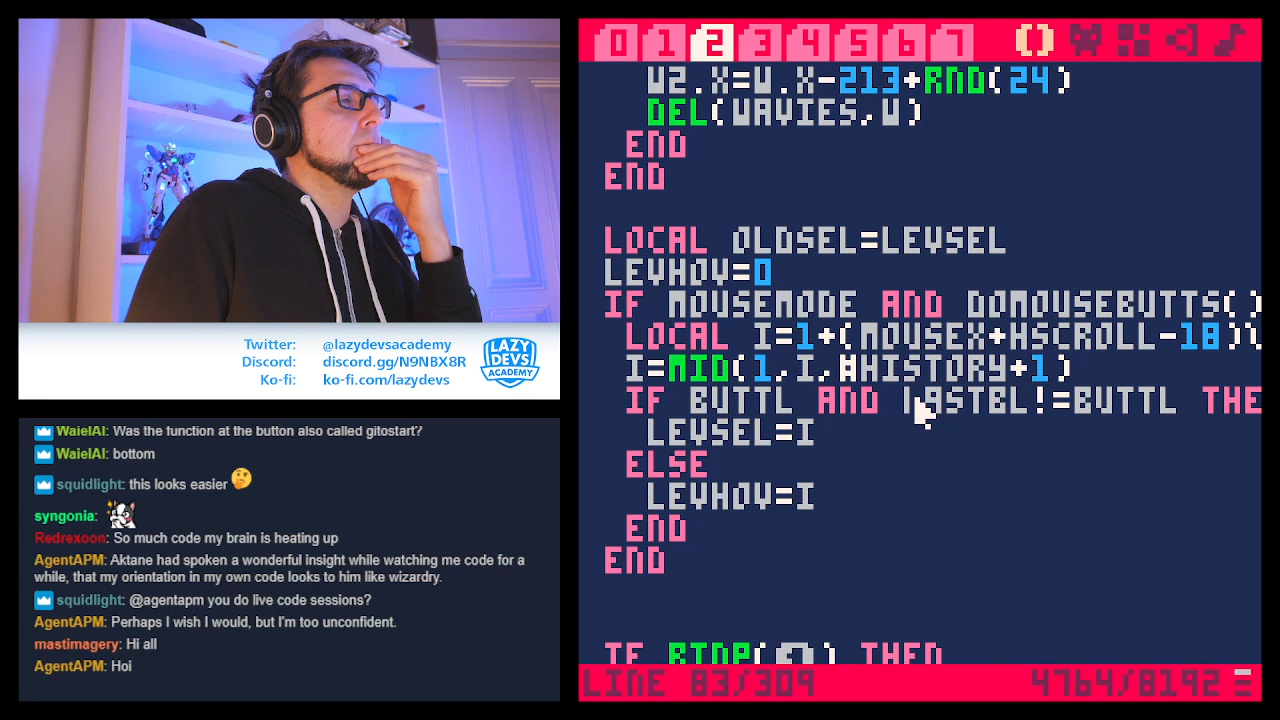 Twitter: @lazydevsacademy
Discord: discord.gg/N9NBX8R
Ko-fi: ko-fi.com/lazydevs
LAZY
DEVS
ACADEMY
WaielAl: Was the function at the button also called gitostart?
WaielAl: bottom
squidlight: this looks easier
syngonia:
Redrexoon: So much code my brain is heating up
AgentAPM: Aktane had spoken a wonderful insight while watching me code for a
while, that my orientation in my own code looks to him like wizardry.
squidlight: @agentapm you do live code sessions?
AgentAPM: Perhaps I wish I would, but I'm too unconfident.
mastimagery: Hi all
AgentAPM: Hoi
0 1 2 3 4 5 6 7 ()
W2.X=W.X-213+RND(24)
DEL(WAVIES,W)
END
END
LOCAL OLDSEL=LEVSEL
LEVHOV=0
IF MOUSEMODE AND DOMOUSEBUTTS()
LOCAL I=1+(MOUSEX+HSCROLL-18)\
I=MID(1,I,#HISTORY+1)
IF BUTTL AND LASTBL!=BUTTL THE
LEVSEL=I
ELSE
LEVHOV=I
END
END
IF BTNP(⬅) THEN
LINE 83/309 4764/8192